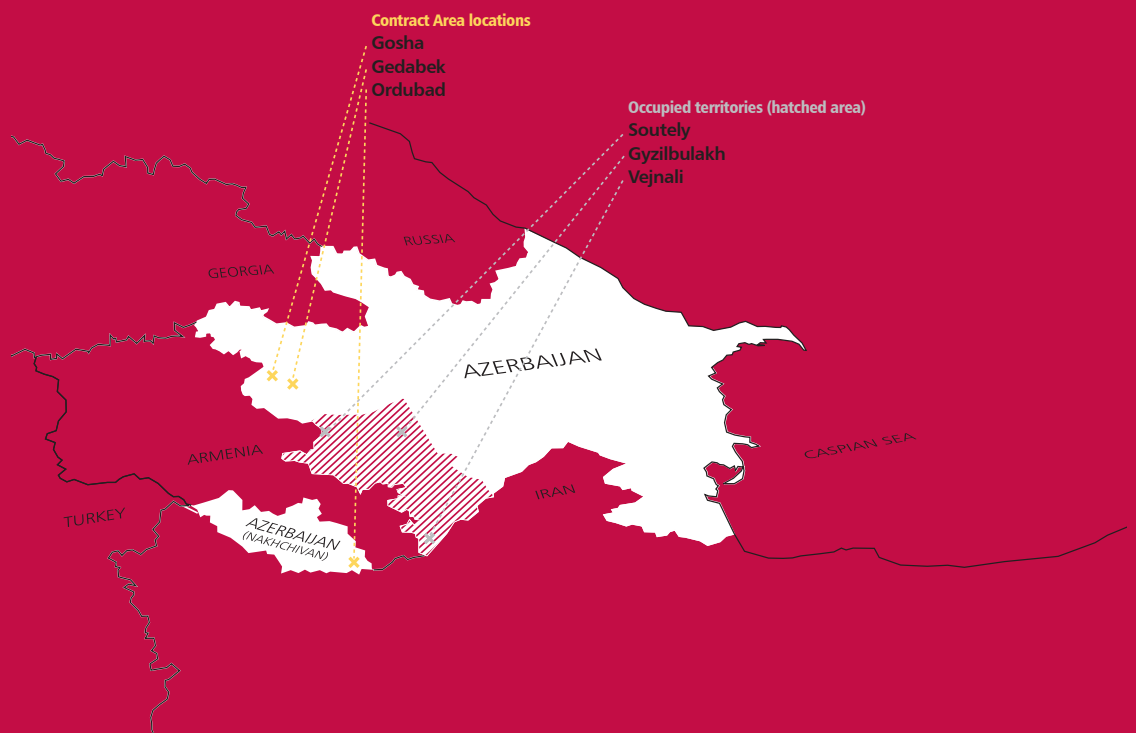 Contract Area locations
Gosha
Gedabek
Ordubad
Occupied territories (hatched area)
Soutely
Gyzilbulakh
Vejnali
RUSSIA
GEORGIA
AZERBAIJAN
ARMENIA
CASPIAN SEA
IRAN
TURKEY
AZERBAIJAN
(NAKHCHIVAN)